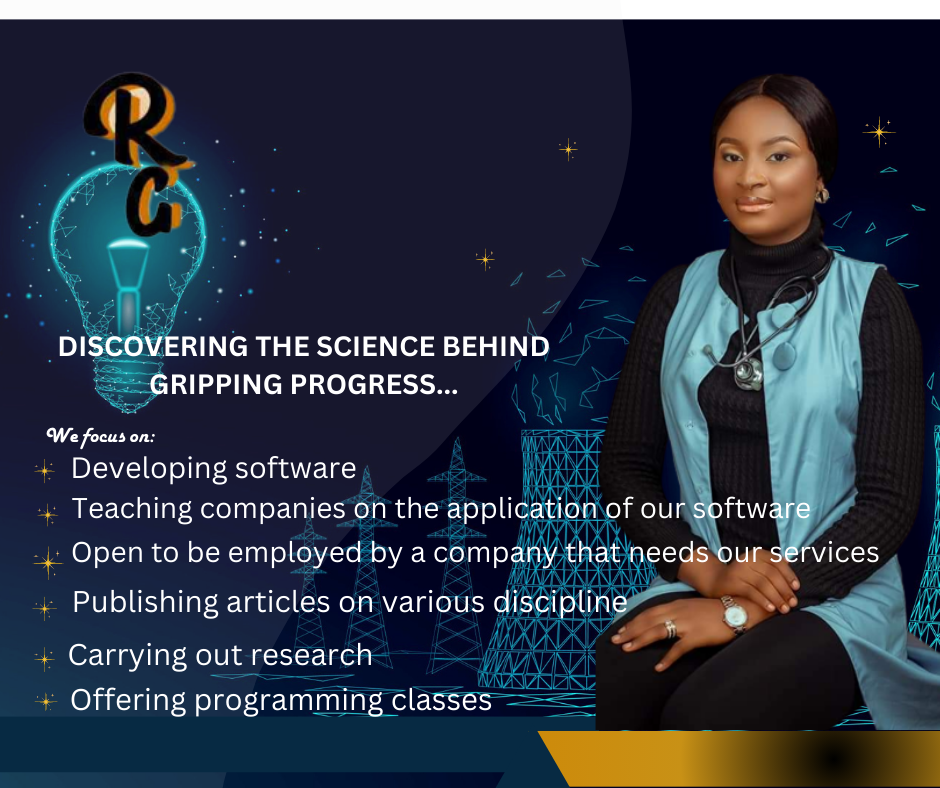 R
G
DISCOVERING THE SCIENCE BEHIND
GRIPPING PROGRESS...
We focus on:
Developing software
Teaching companies on the application of our software
Open to be employed by a company that needs our services
Publishing articles on various discipline
Carrying out research
Offering programming classes